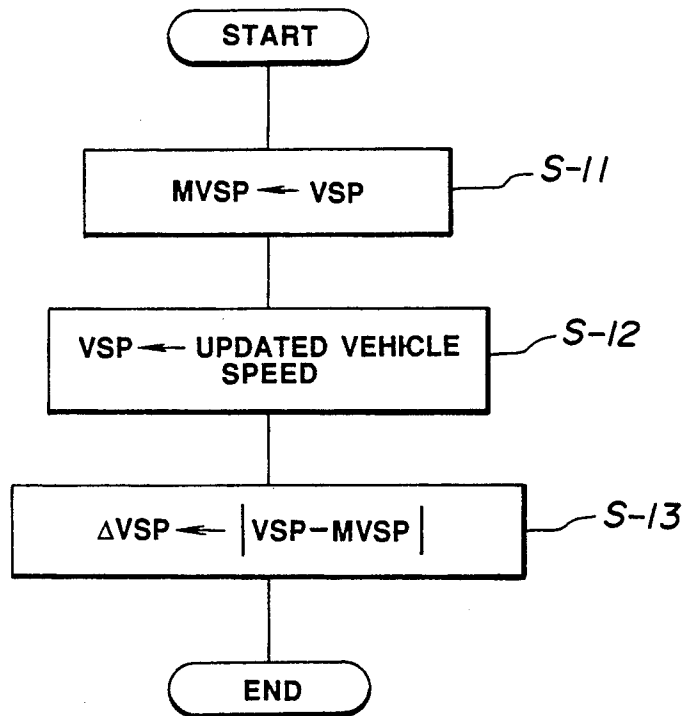 START
MVSP ← VSP
S-11
VSP ← UPDATED VEHICLE
SPEED
S-12
ΔVSP ← |VSP-MVSP|
S-13
END